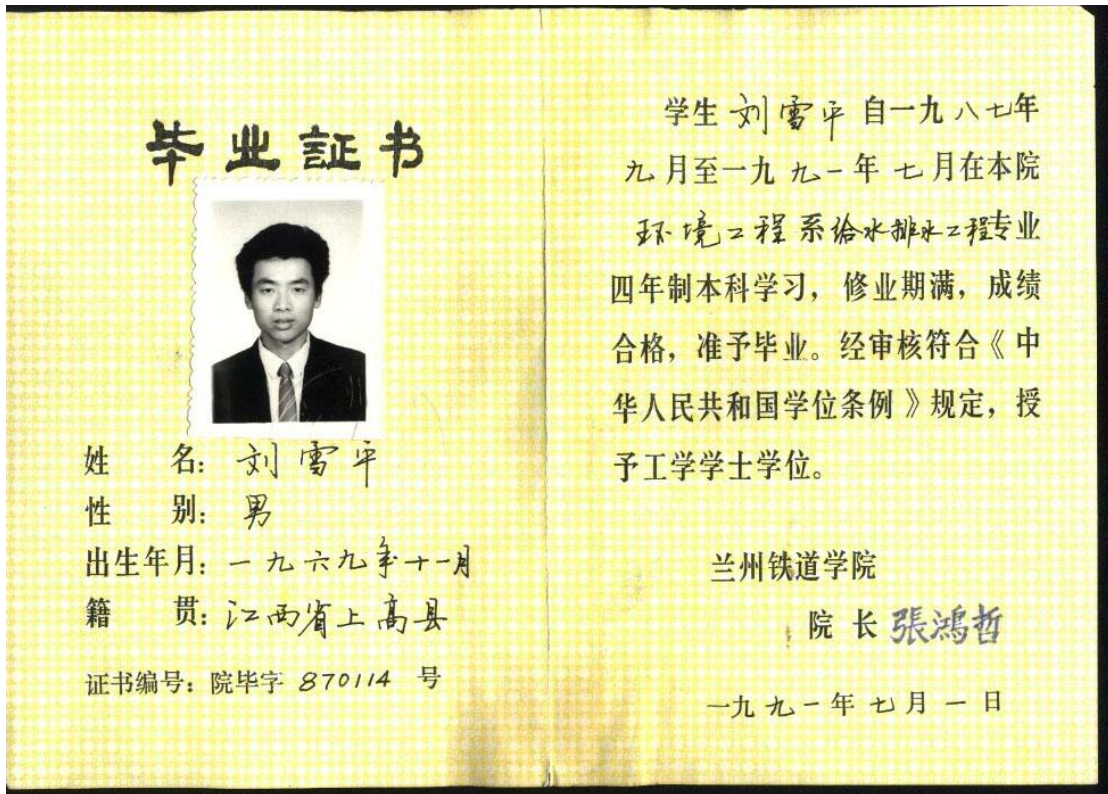 毕业証书
姓 名：刘雪平
性 别：男
出生年月：一九六九年十一月
籍 贯：江西省上高县
证书编号：院毕字 870114 号
学生 刘雪平 自一九八七年
九月至一九九一年七月在本院
环境工程系给水排水工程专业
四年制本科学习，修业期满，成绩
合格，准予毕业。经审核符合《中
华人民共和国学位条例》规定，授
予工学学士学位。
兰州铁道学院
院 长 張鴻哲
一九九一年七月一日